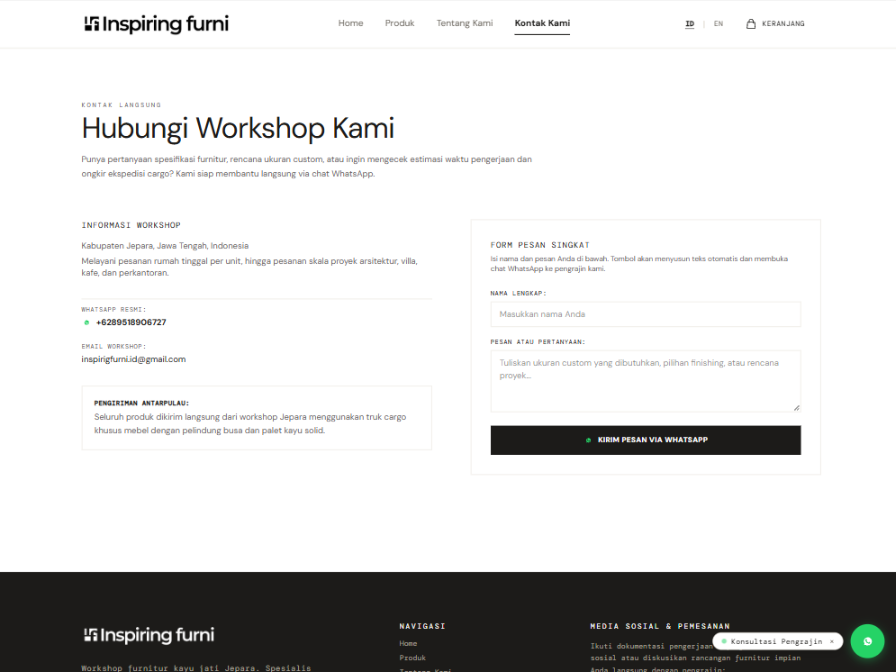 Inspiring furni
Home
Produk
Tentang Kami
Kontak Kami
ID
EN
KERANJANG
KONTAK LANGSUNG
Hubungi Workshop Kami
Punya pertanyaan spesifikasi furnitur, rencana ukuran custom, atau ingin mengecek estimasi waktu pengerjaan dan
ongkir ekspedisi cargo? Kami siap membantu langsung via chat WhatsApp.
INFORMASI WORKSHOP
Kabupaten Jepara, Jawa Tengah, Indonesia
Melayani pesanan rumah tinggal per unit, hingga pesanan skala proyek arsitektur, villa,
kafe, dan perkantoran.
WHATSAPP RESMI:
+6289518906727
EMAIL WORKSHOP:
inspirigfurni.id@gmail.com
PENGIRIMAN ANTARPULAU:
Seluruh produk dikirim langsung dari workshop Jepara menggunakan truk cargo
khusus mebel dengan pelindung busa dan palet kayu solid.
FORM PESAN SINGKAT
Isi nama dan pesan Anda di bawah. Tombol akan menyusun teks otomatis dan membuka
chat WhatsApp ke pengrajin kami.
NAMA LENGKAP:
Masukkan nama Anda
PESAN ATAU PERTANYAAN:
Tuliskan ukuran custom yang dibutuhkan, pilihan finishing, atau rencana
proyek...
KIRIM PESAN VIA WHATSAPP
Inspiring furni
Workshop furnitur kayu jati Jepara. Spesialis
NAVIGASI
Home
Produk
Tentang Kami
MEDIA SOSIAL & PEMESANAN
Ikuti dokumentasi pengerjaan
sosial atau diskusikan rancangan furnitur impian
Anda langsung dengan pengrajin:
Konsultasi Pengrajin ×